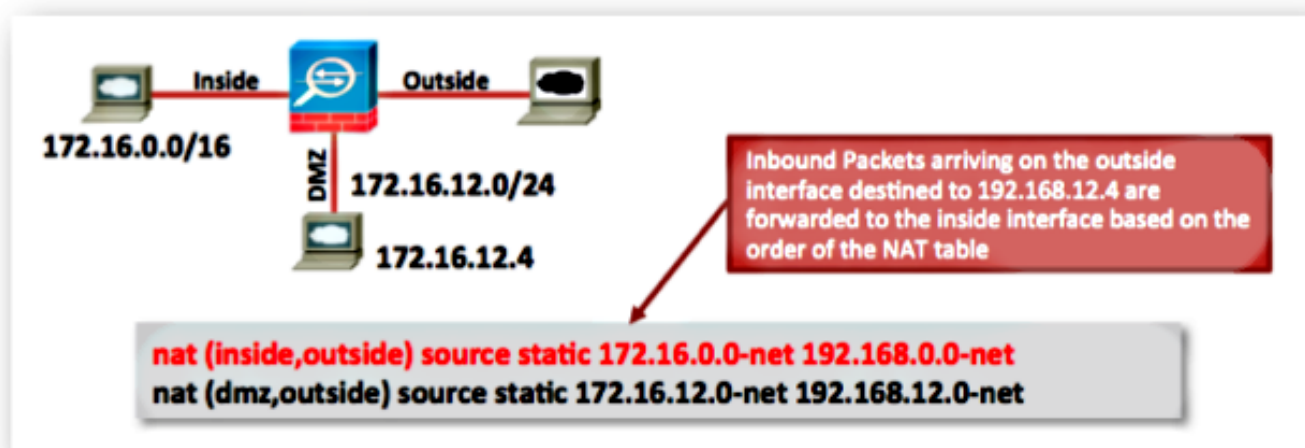 Inside
Outside
172.16.0.0/16
DMZ
172.16.12.0/24
172.16.12.4
Inbound Packets arriving on the outside
interface destined to 192.168.12.4 are
forwarded to the inside interface based on the
order of the NAT table
nat (inside,outside) source static 172.16.0.0-net 192.168.0.0-net
nat (dmz,outside) source static 172.16.12.0-net 192.168.12.0-net